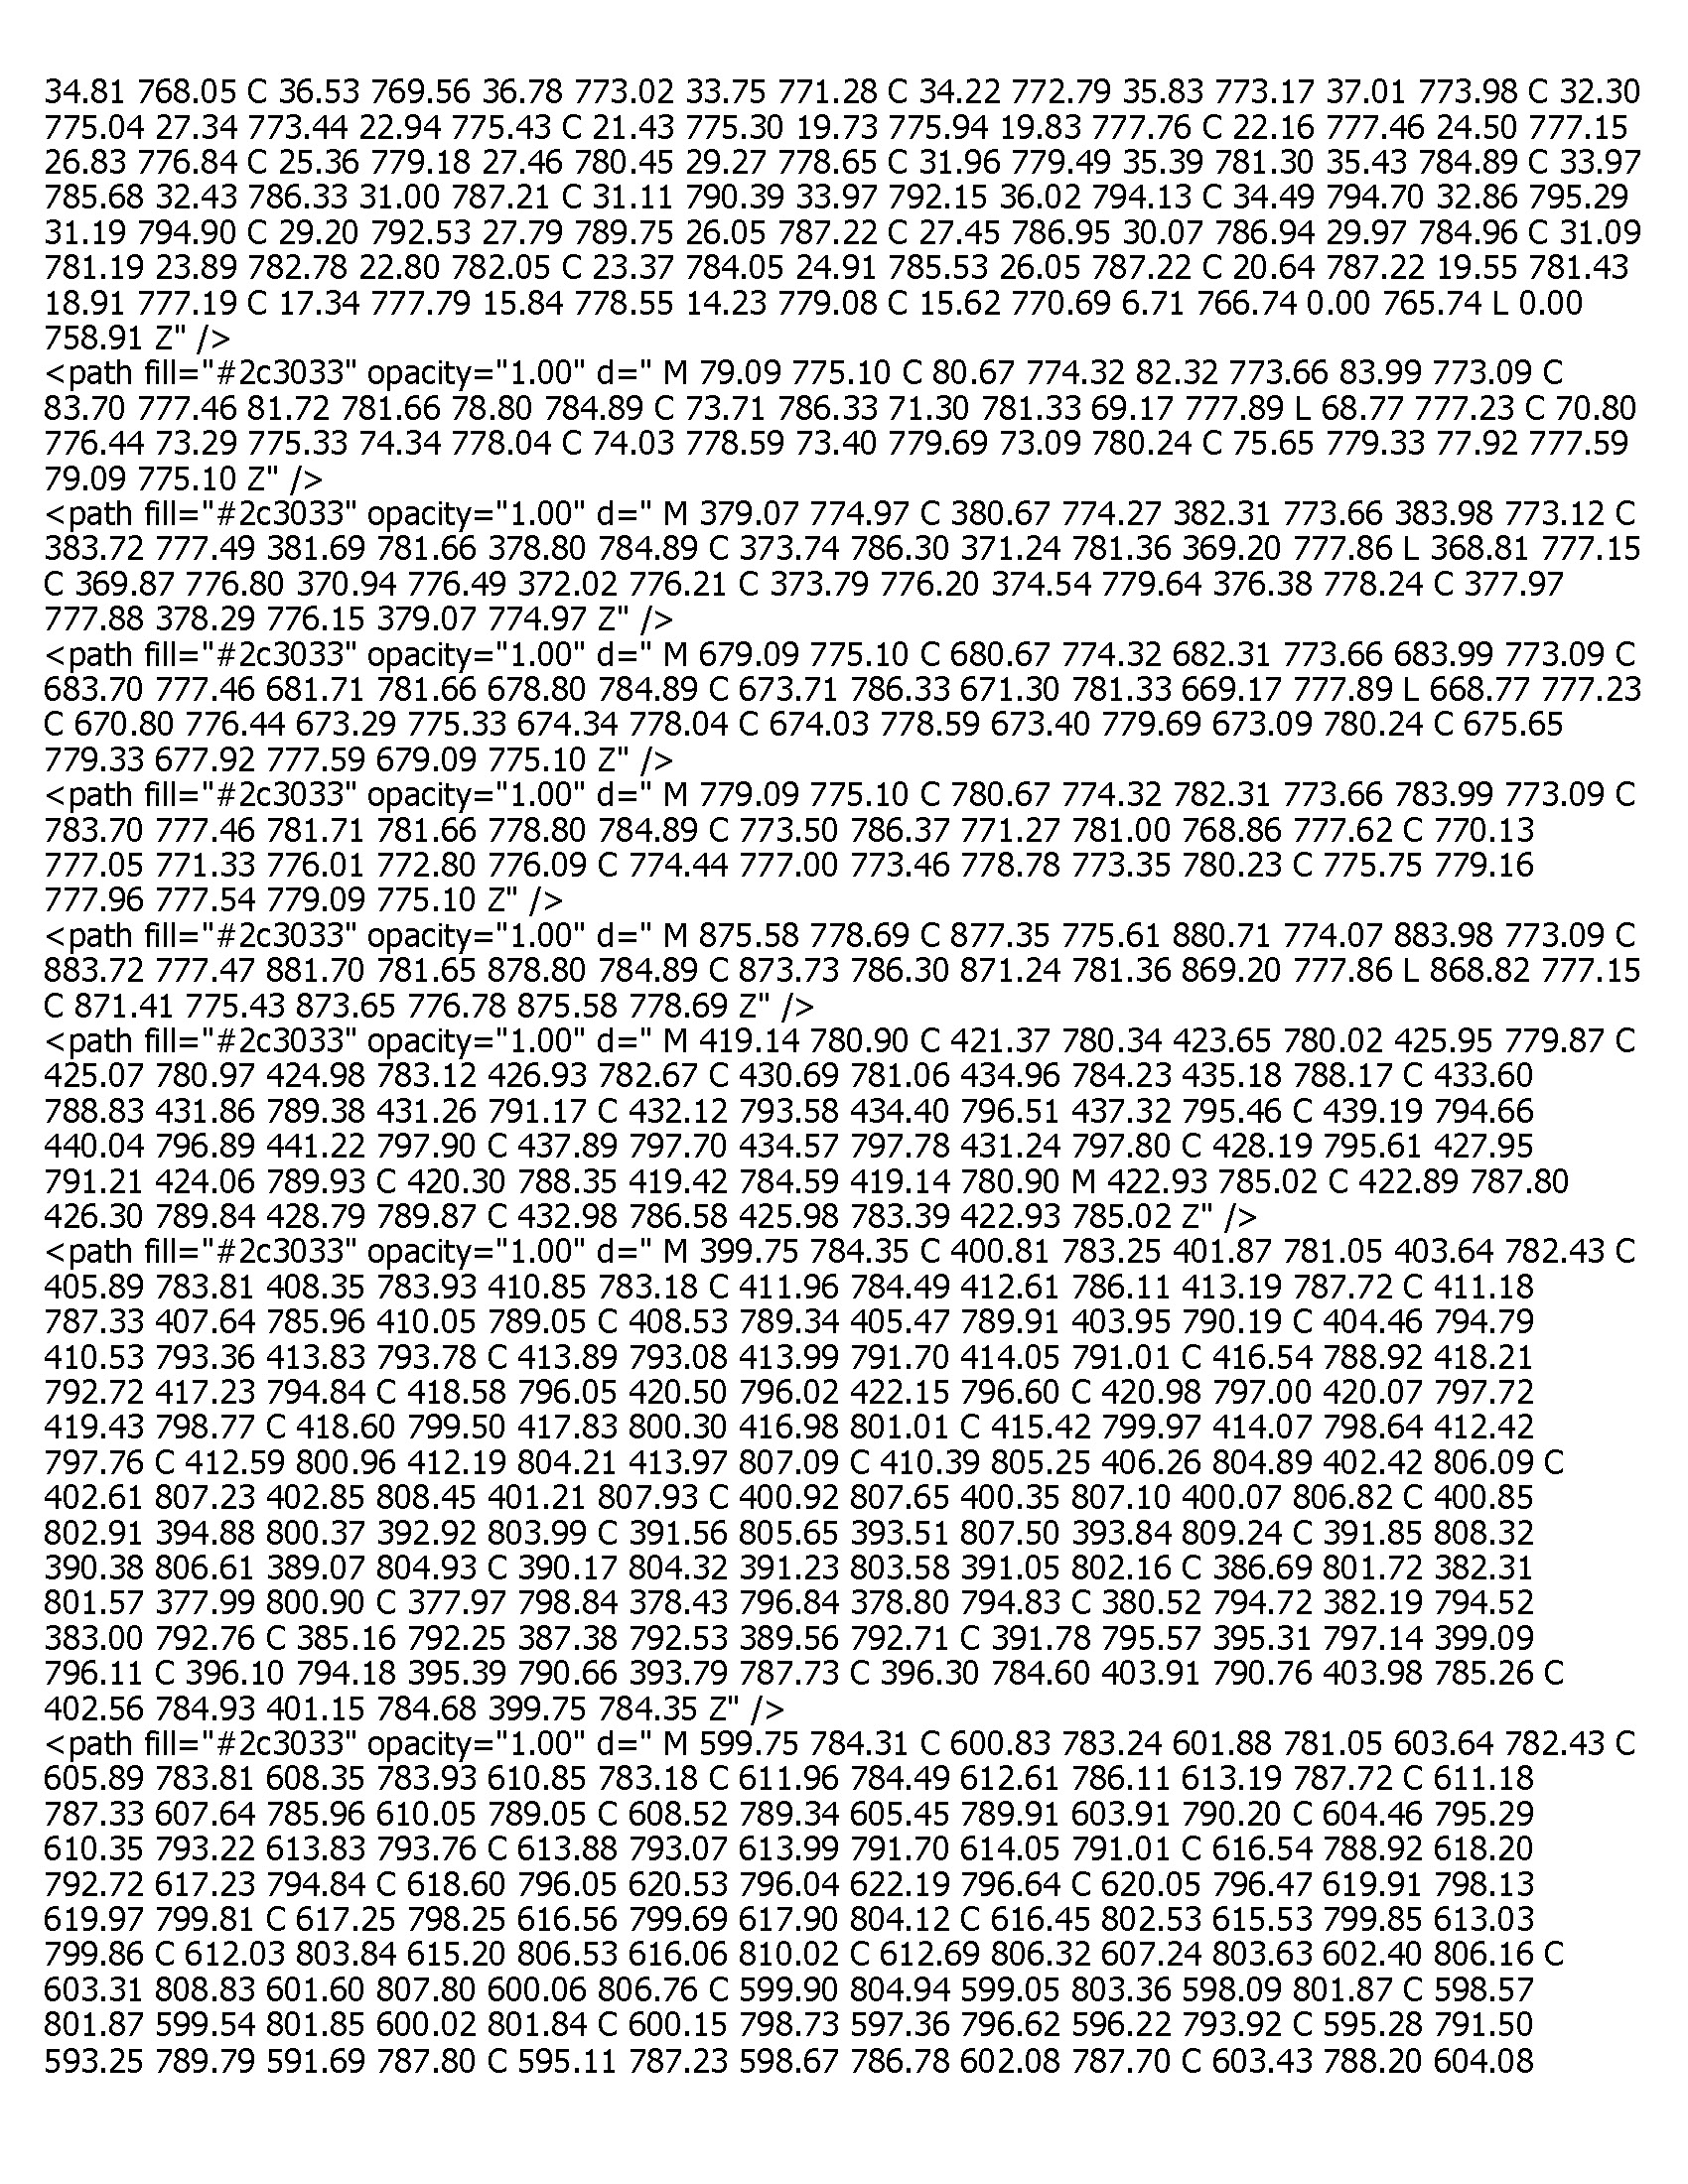 34.81 768.05 C 36.53 769.56 36.78 773.02 33.75 771.28 C 34.22 772.79 35.83 773.17 37.01 773.98 C 32.30
775.04 27.34 773.44 22.94 775.43 C 21.43 775.30 19.73 775.94 19.83 777.76 C 22.16 777.46 24.50 777.15
26.83 776.84 C 25.36 779.18 27.46 780.45 29.27 778.65 C 31.96 779.49 35.39 781.30 35.43 784.89 C 33.97
785.68 32.43 786.33 31.00 787.21 C 31.11 790.39 33.97 792.15 36.02 794.13 C 34.49 794.70 32.86 795.29
31.19 794.90 C 29.20 792.53 27.79 789.75 26.05 787.22 C 27.45 786.95 30.07 786.94 29.97 784.96 C 31.09
781.19 23.89 782.78 22.80 782.05 C 23.37 784.05 24.91 785.53 26.05 787.22 C 20.64 787.22 19.55 781.43
18.91 777.19 C 17.34 777.79 15.84 778.55 14.23 779.08 C 15.62 770.69 6.71 766.74 0.00 765.74 L 0.00
758.91 Z" />
<path fill="#2c3033" opacity="1.00" d=" M 79.09 775.10 C 80.67 774.32 82.32 773.66 83.99 773.09 C
83.70 777.46 81.72 781.66 78.80 784.89 C 73.71 786.33 71.30 781.33 69.17 777.89 L 68.77 777.23 C 70.80
776.44 73.29 775.33 74.34 778.04 C 74.03 778.59 73.40 779.69 73.09 780.24 C 75.65 779.33 77.92 777.59
79.09 775.10 Z" />
<path fill="#2c3033" opacity="1.00" d=" M 379.07 774.97 C 380.67 774.27 382.31 773.66 383.98 773.12 C
383.72 777.49 381.69 781.66 378.80 784.89 C 373.74 786.30 371.24 781.36 369.20 777.86 L 368.81 777.15
C 369.87 776.80 370.94 776.49 372.02 776.21 C 373.79 776.20 374.54 779.64 376.38 778.24 C 377.97
777.88 378.29 776.15 379.07 774.97 Z" />
<path fill="#2c3033" opacity="1.00" d=" M 679.09 775.10 C 680.67 774.32 682.31 773.66 683.99 773.09 C
683.70 777.46 681.71 781.66 678.80 784.89 C 673.71 786.33 671.30 781.33 669.17 777.89 L 668.77 777.23
C 670.80 776.44 673.29 775.33 674.34 778.04 C 674.03 778.59 673.40 779.69 673.09 780.24 C 675.65
779.33 677.92 777.59 679.09 775.10 Z" />
<path fill="#2c3033" opacity="1.00" d=" M 779.09 775.10 C 780.67 774.32 782.31 773.66 783.99 773.09 C
783.70 777.46 781.71 781.66 778.80 784.89 C 773.50 786.37 771.27 781.00 768.86 777.62 C 770.13
777.05 771.33 776.01 772.80 776.09 C 774.44 777.00 773.46 778.78 773.35 780.23 C 775.75 779.16
777.96 777.54 779.09 775.10 Z" />
<path fill="#2c3033" opacity="1.00" d=" M 875.58 778.69 C 877.35 775.61 880.71 774.07 883.98 773.09 C
883.72 777.47 881.70 781.65 878.80 784.89 C 873.73 786.30 871.24 781.36 869.20 777.86 L 868.82 777.15
C 871.41 775.43 873.65 776.78 875.58 778.69 Z" />
<path fill="#2c3033" opacity="1.00" d=" M 419.14 780.90 C 421.37 780.34 423.65 780.02 425.95 779.87 C
425.07 780.97 424.98 783.12 426.93 782.67 C 430.69 781.06 434.96 784.23 435.18 788.17 C 433.60
788.83 431.86 789.38 431.26 791.17 C 432.12 793.58 434.40 796.51 437.32 795.46 C 439.19 794.66
440.04 796.89 441.22 797.90 C 437.89 797.70 434.57 797.78 431.24 797.80 C 428.19 795.61 427.95
791.21 424.06 789.93 C 420.30 788.35 419.42 784.59 419.14 780.90 M 422.93 785.02 C 422.89 787.80
426.30 789.84 428.79 789.87 C 432.98 786.58 425.98 783.39 422.93 785.02 Z" />
<path fill="#2c3033" opacity="1.00" d=" M 399.75 784.35 C 400.81 783.25 401.87 781.05 403.64 782.43 C
405.89 783.81 408.35 783.93 410.85 783.18 C 411.96 784.49 412.61 786.11 413.19 787.72 C 411.18
787.33 407.64 785.96 410.05 789.05 C 408.53 789.34 405.47 789.91 403.95 790.19 C 404.46 794.79
410.53 793.36 413.83 793.78 C 413.89 793.08 413.99 791.70 414.05 791.01 C 416.54 788.92 418.21
792.72 417.23 794.84 C 418.58 796.05 420.50 796.02 422.15 796.60 C 420.98 797.00 420.07 797.72
419.43 798.77 C 418.60 799.50 417.83 800.30 416.98 801.01 C 415.42 799.97 414.07 798.64 412.42
797.76 C 412.59 800.96 412.19 804.21 413.97 807.09 C 410.39 805.25 406.26 804.89 402.42 806.09 C
402.61 807.23 402.85 808.45 401.21 807.93 C 400.92 807.65 400.35 807.10 400.07 806.82 C 400.85
802.91 394.88 800.37 392.92 803.99 C 391.56 805.65 393.51 807.50 393.84 809.24 C 391.85 808.32
390.38 806.61 389.07 804.93 C 390.17 804.32 391.23 803.58 391.05 802.16 C 386.69 801.72 382.31
801.57 377.99 800.90 C 377.97 798.84 378.43 796.84 378.80 794.83 C 380.52 794.72 382.19 794.52
383.00 792.76 C 385.16 792.25 387.38 792.53 389.56 792.71 C 391.78 795.57 395.31 797.14 399.09
796.11 C 396.10 794.18 395.39 790.66 393.79 787.73 C 396.30 784.60 403.91 790.76 403.98 785.26 C
402.56 784.93 401.15 784.68 399.75 784.35 Z" />
<path fill="#2c3033" opacity="1.00" d=" M 599.75 784.31 C 600.83 783.24 601.88 781.05 603.64 782.43 C
605.89 783.81 608.35 783.93 610.85 783.18 C 611.96 784.49 612.61 786.11 613.19 787.72 C 611.18
787.33 607.64 785.96 610.05 789.05 C 608.52 789.34 605.45 789.91 603.91 790.20 C 604.46 795.29
610.35 793.22 613.83 793.76 C 613.88 793.07 613.99 791.70 614.05 791.01 C 616.54 788.92 618.20
792.72 617.23 794.84 C 618.60 796.05 620.53 796.04 622.19 796.64 C 620.05 796.47 619.91 798.13
619.97 799.81 C 617.25 798.25 616.56 799.69 617.90 804.12 C 616.45 802.53 615.53 799.85 613.03
799.86 C 612.03 803.84 615.20 806.53 616.06 810.02 C 612.69 806.32 607.24 803.63 602.40 806.16 C
603.31 808.83 601.60 807.80 600.06 806.76 C 599.90 804.94 599.05 803.36 598.09 801.87 C 598.57
801.87 599.54 801.85 600.02 801.84 C 600.15 798.73 597.36 796.62 596.22 793.92 C 595.28 791.50
593.25 789.79 591.69 787.80 C 595.11 787.23 598.67 786.78 602.08 787.70 C 603.43 788.20 604.08